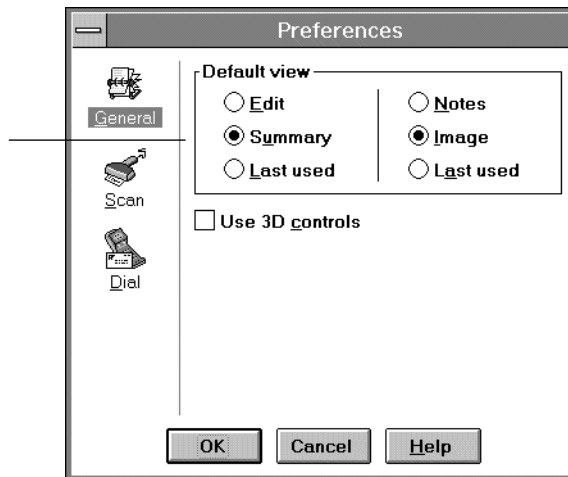 Preferences
General
Scan
Dial
Default view
Edit
Summary
Last used
Notes
Image
Last used
Use 3D controls
OK Cancel Help